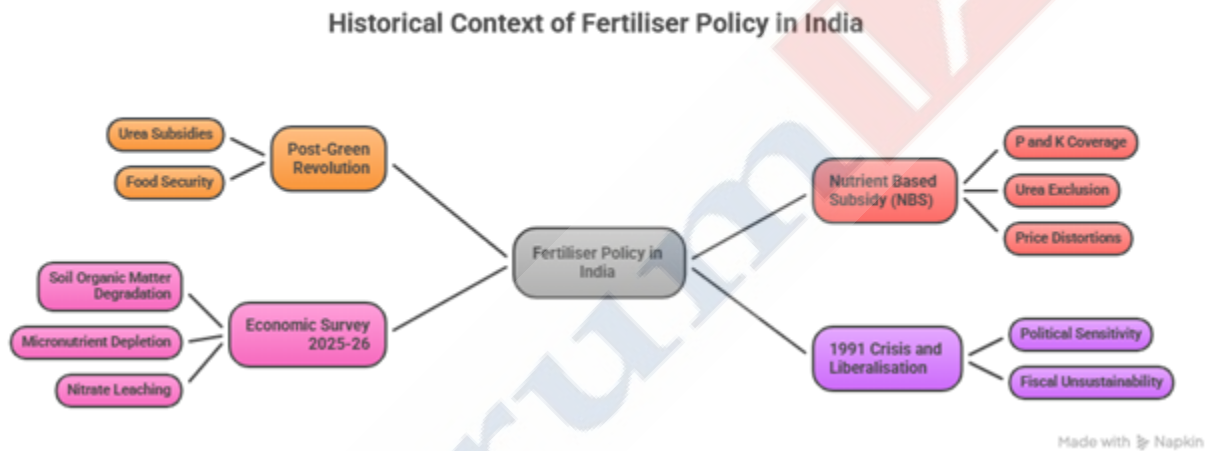 Historical Context of Fertiliser Policy in India
Urea Subsidies
Food Security
Post-Green
Revolution
Soil Organic Matter
Degradation
Micronutrient Depletion
Nitrate Leaching
Economic Survey
2025-26
Fertiliser Policy in
India
Nutrient Based
Subsidy (NBS)
P and K Coverage
Urea Exclusion
Price Distortions
1991 Crisis and
Liberalisation
Political Sensitivity
Fiscal Unsustainability
Made with Napkin